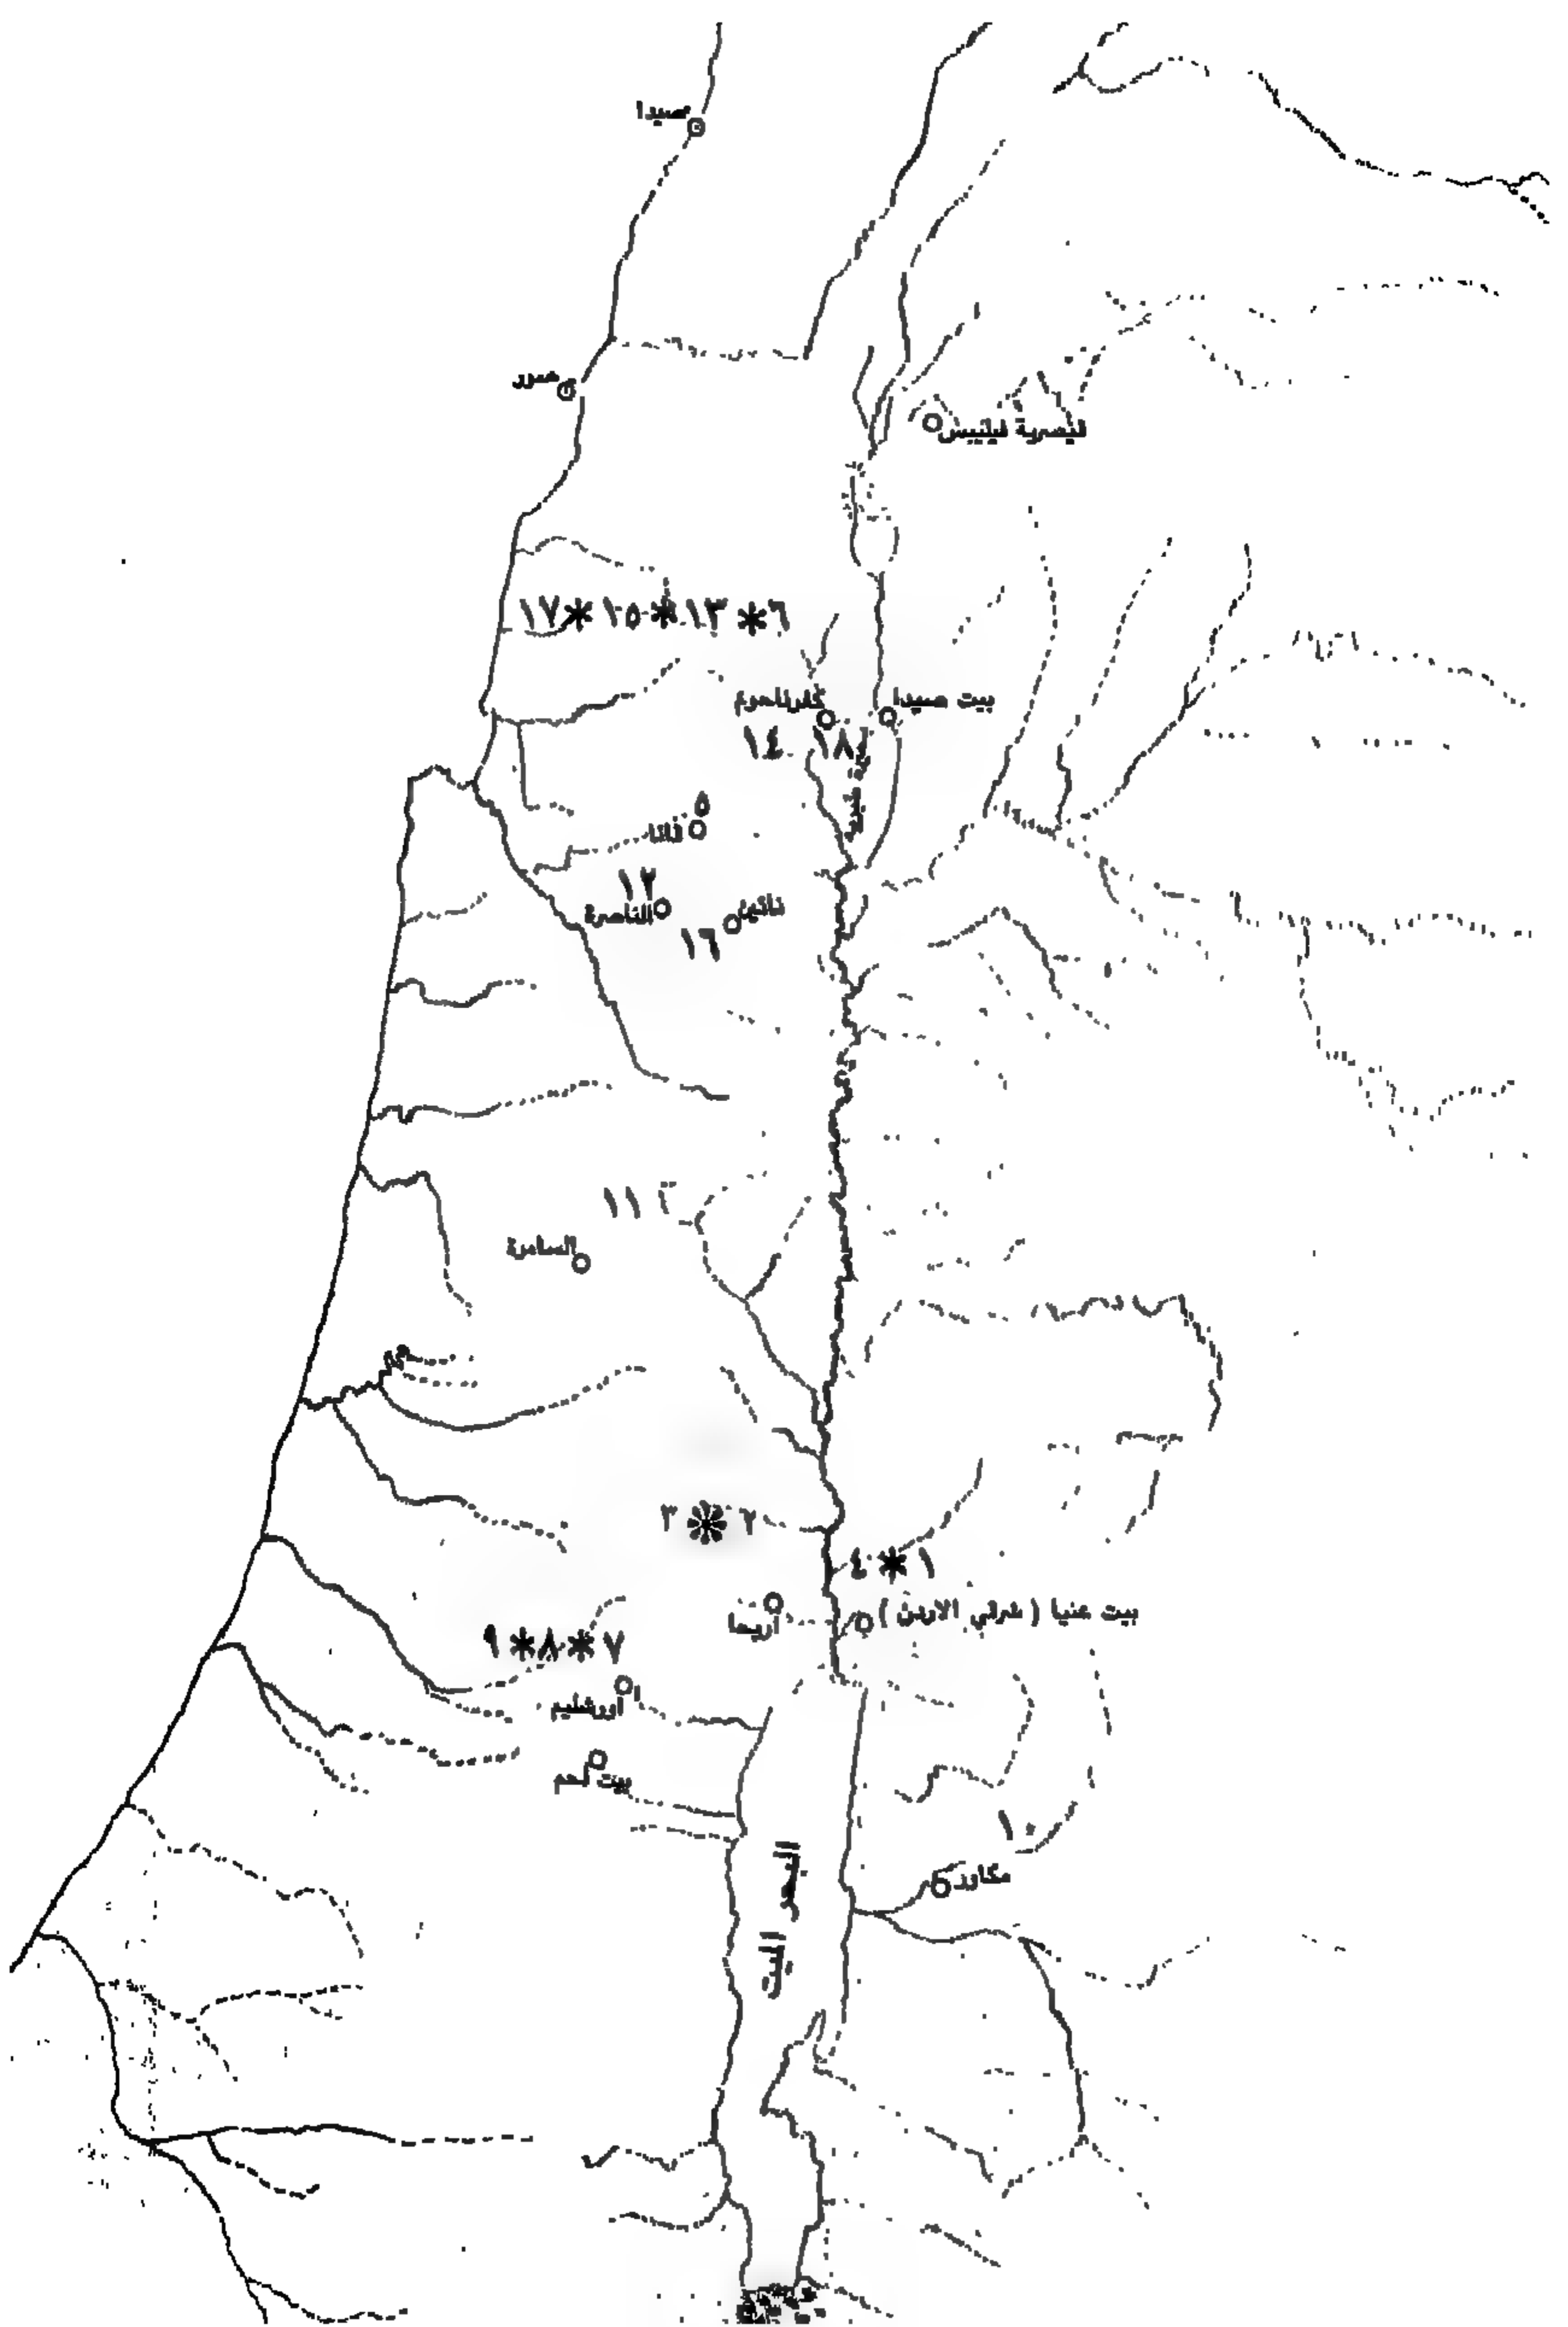 صيدا
صور
قيصرية فيلبس
١٧*١٥*١٣*٦
كفرناحوم
بيت صيدا
١٤
١٨
طبرية
٥
قانا
١٢
الناصرة
نائين
١٦
١١
السامرة
٣ * ٢
٤*١
أريحا
بيت عنيا ( شرقي الاردن )
٩*٨*٧
أورشليم
بيت لحم
١٠
البحر
الميت
مكاور